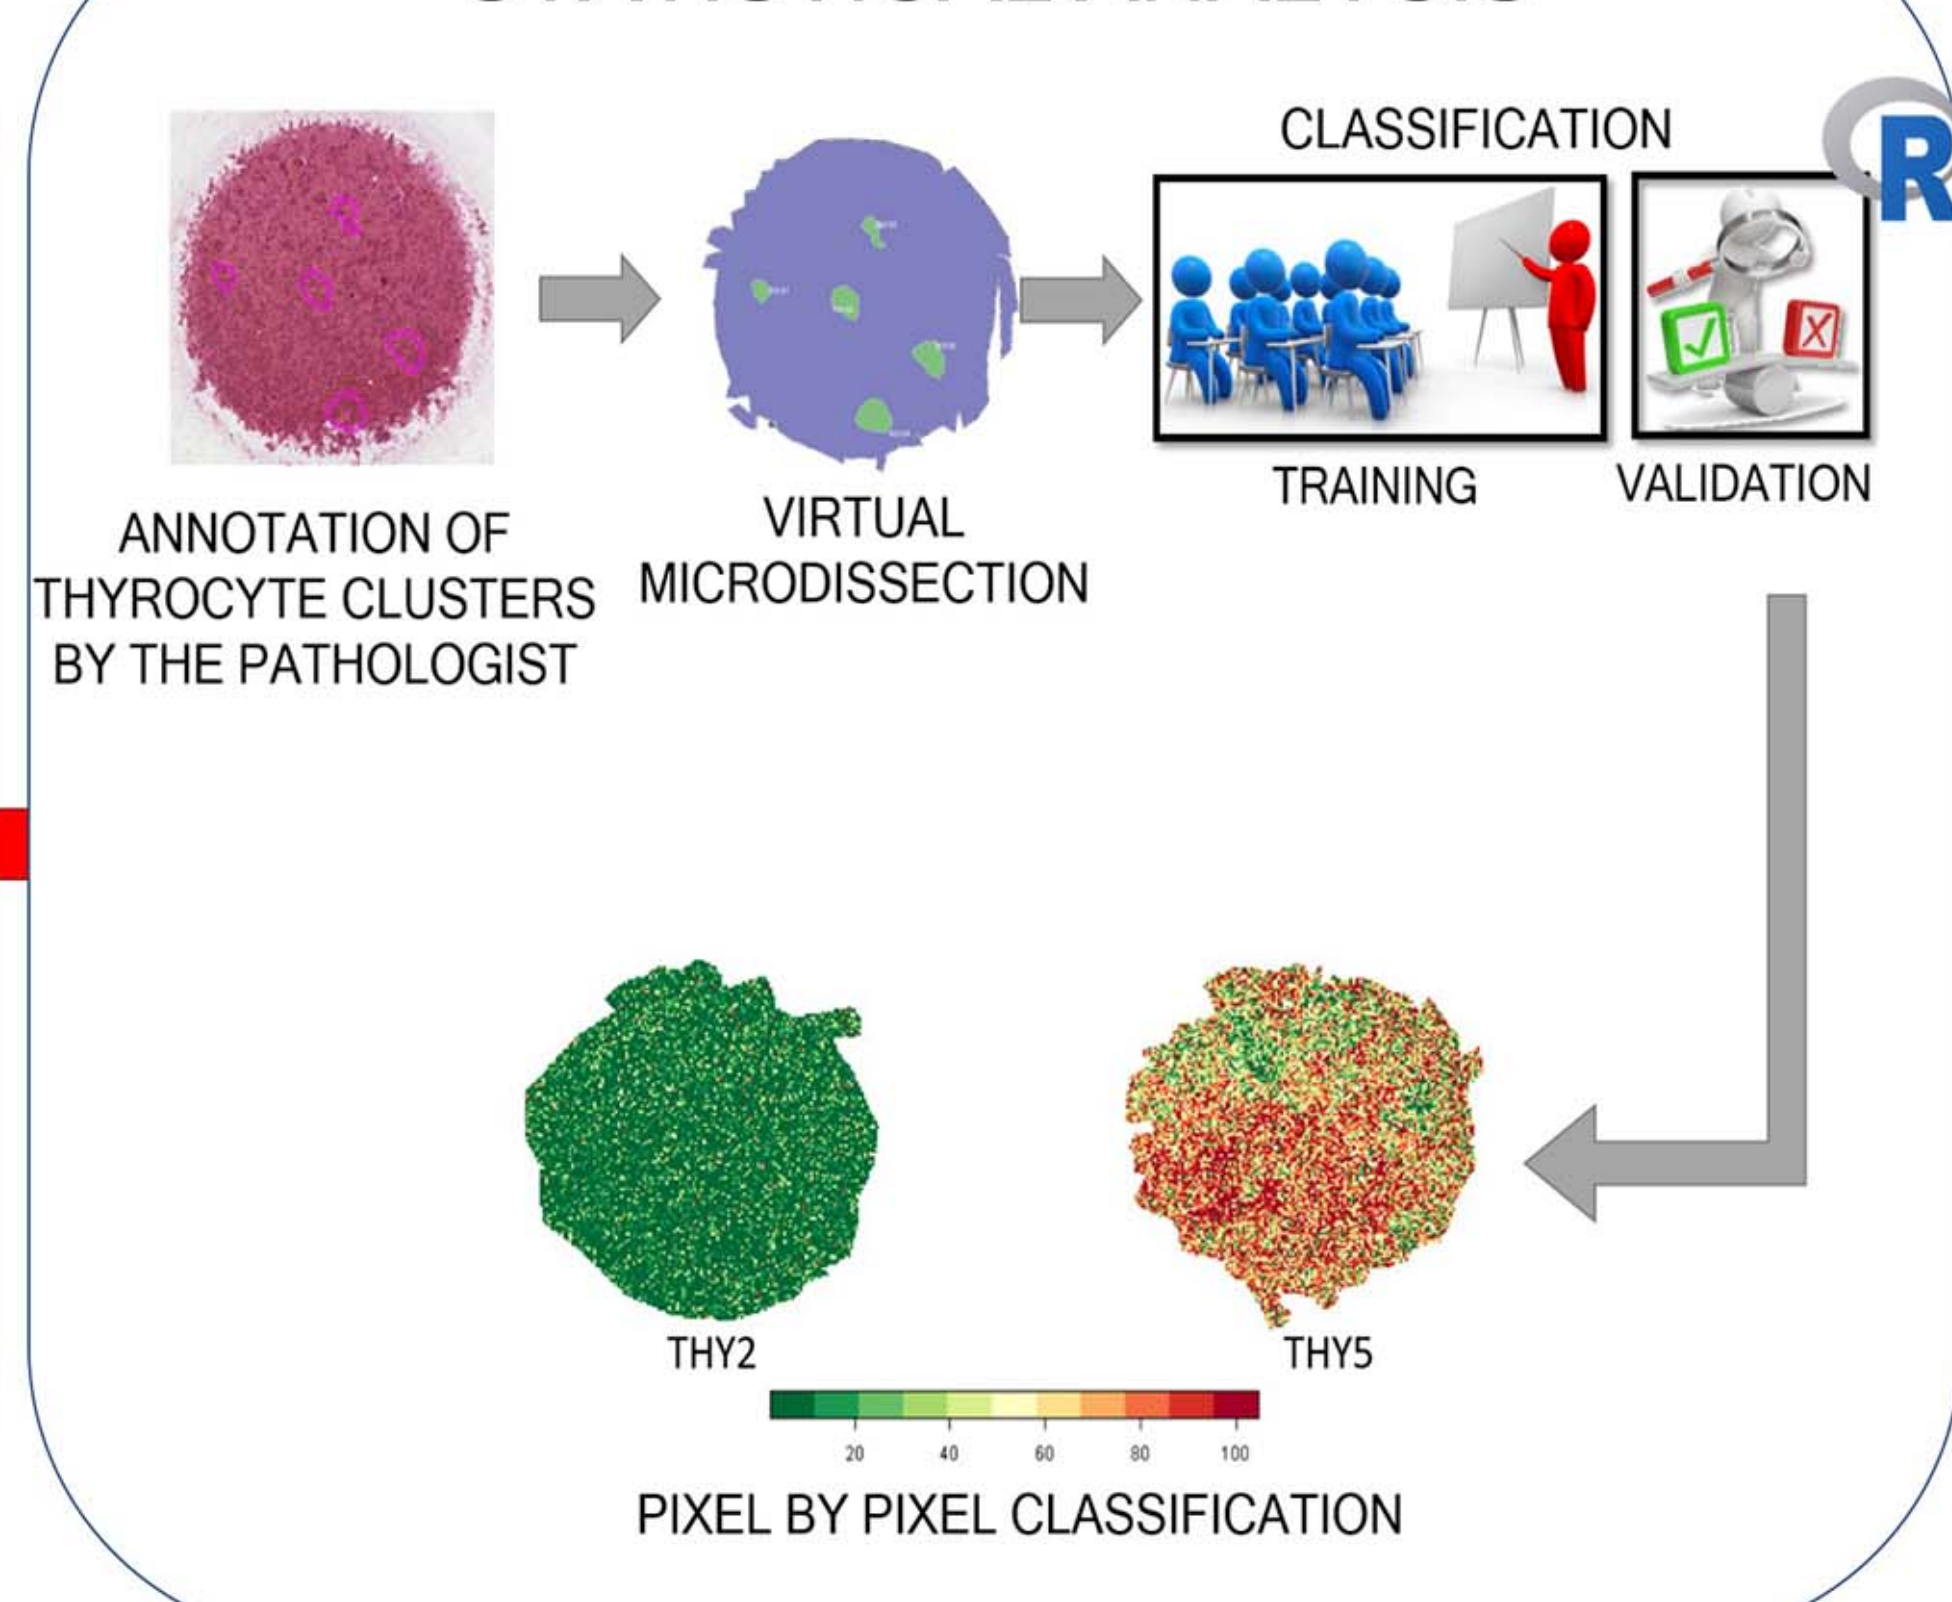 CLASSIFICATION
R
TRAINING
VALIDATION
ANNOTATION OF
THYROCYTE CLUSTERS
BY THE PATHOLOGIST
VIRTUAL
MICRODISSECTION
THY2
THY5
20 40 60 80 100
PIXEL BY PIXEL CLASSIFICATION